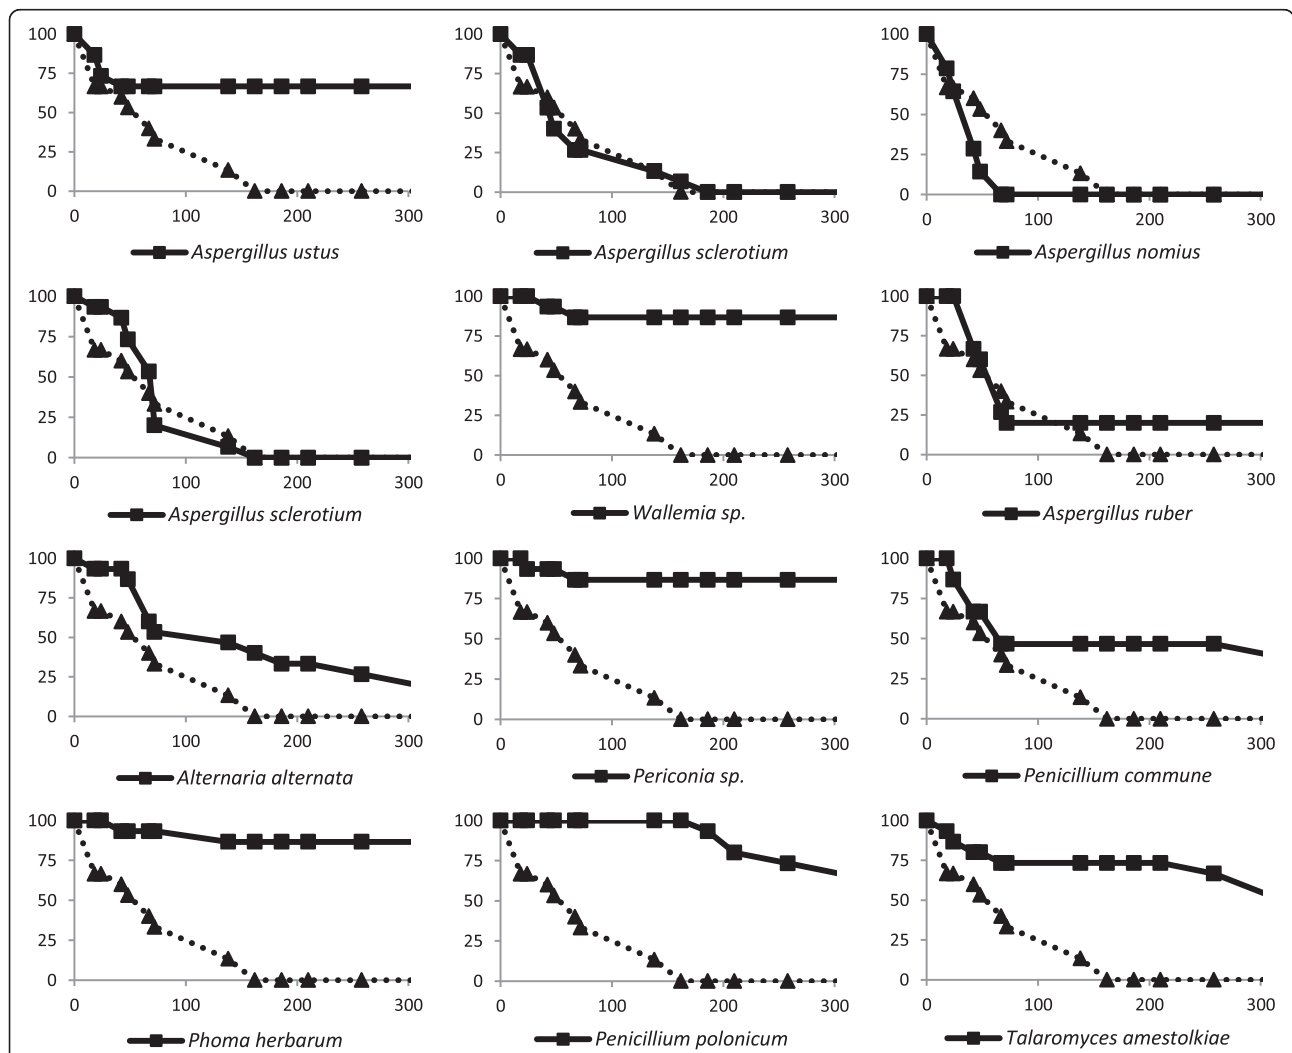 100
75
50
25
0
0 100 200 300
Aspergillus ustus
100
75
50
25
0
0 100 200 300
Aspergillus sclerotium
100
75
50
25
0
0 100 200 300
Aspergillus nomius
100
75
50
25
0
0 100 200 300
Aspergillus sclerotium
100
75
50
25
0
0 100 200 300
Wallemia sp.
100
75
50
25
0
0 100 200 300
Aspergillus ruber
100
75
50
25
0
0 100 200 300
Alternaria alternata
100
75
50
25
0
0 100 200 300
Periconia sp.
100
75
50
25
0
0 100 200 300
Penicillium commune
100
75
50
25
0
0 100 200 300
Phoma herbarum
100
75
50
25
0
0 100 200 300
Penicillium polonicum
100
75
50
25
0
0 100 200 300
Talaromyces amestolkiae